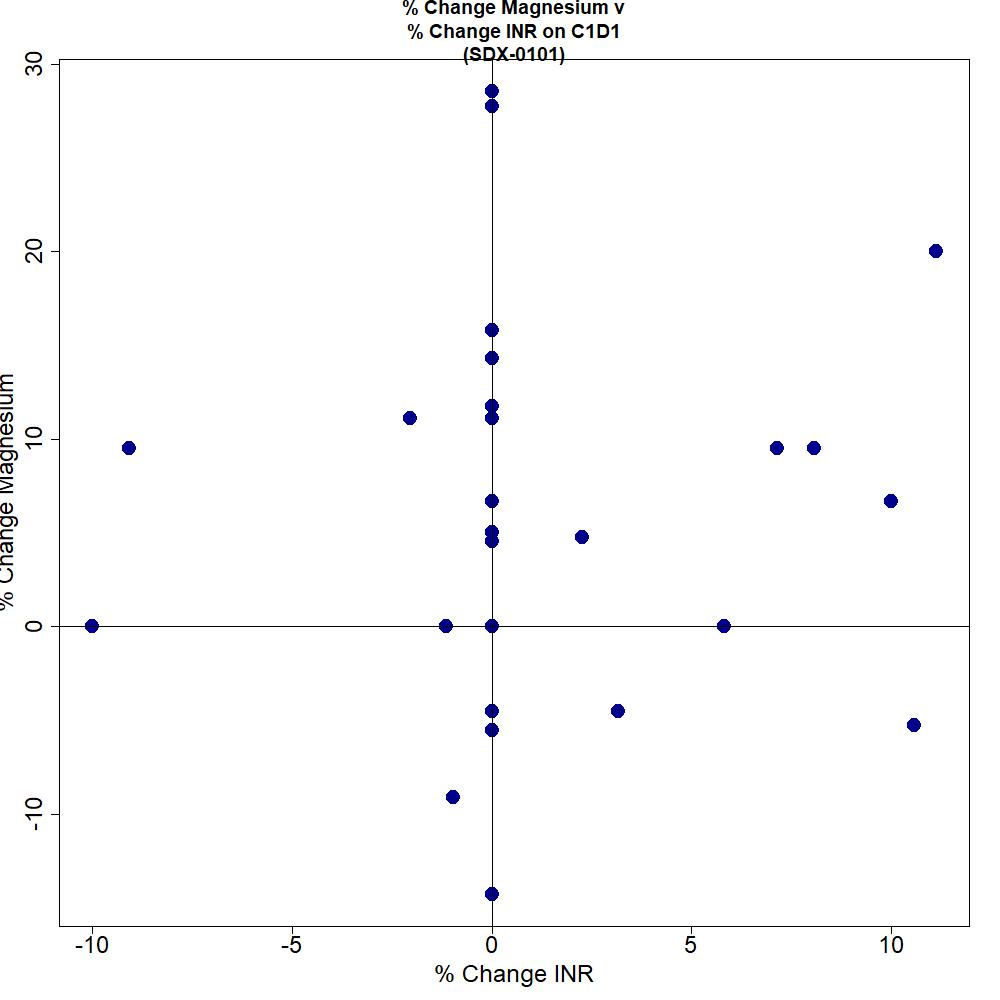 % Change Magnesium v
% Change INR on C1D1
(SDX-0101)
30
20
10
0
-10
% Change Magnesium
-10
-5
0
5
10
% Change INR